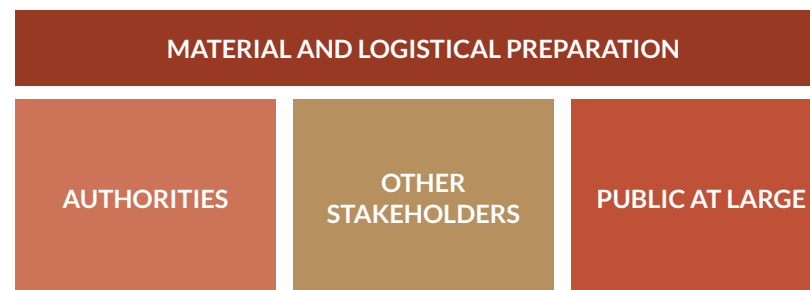 MATERIAL AND LOGISTICAL PREPARATION
AUTHORITIES
OTHER
STAKEHOLDERS
PUBLIC AT LARGE